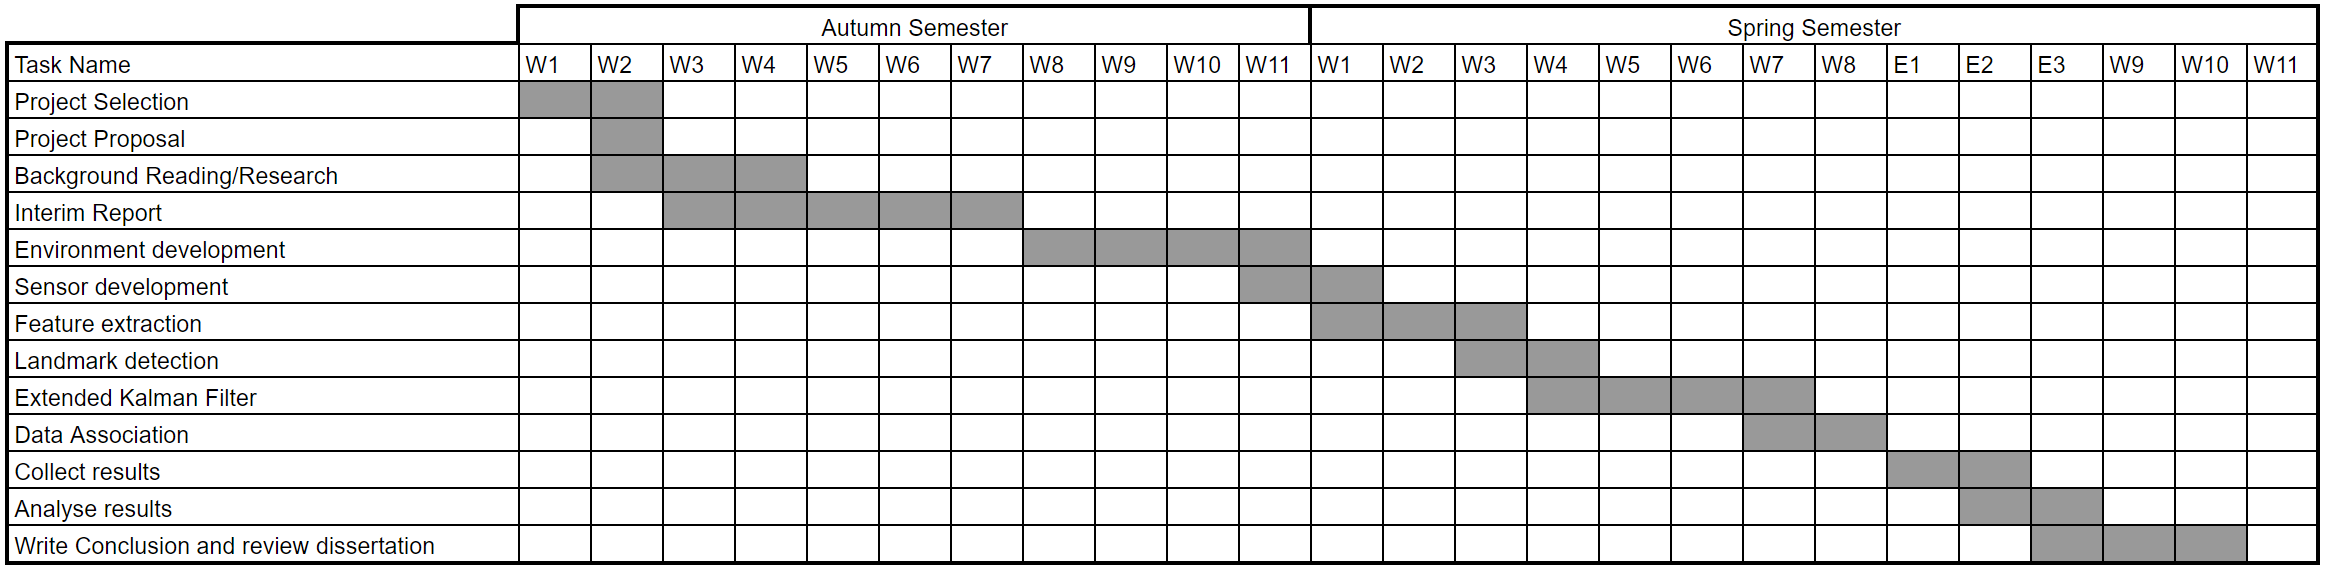 Autumn Semester Spring Semester
Task Name W1 W2 W3 W4 W5 W6 W7 W8 W9 W10 W11 W1 W2 W3 W4 W5 W6 W7 W8 E1 E2 E3 W9 W10 W11
Project Selection
Project Proposal
Background Reading/Research
Interim Report
Environment development
Sensor development
Feature extraction
Landmark detection
Extended Kalman Filter
Data Association
Collect results
Analyse results
Write Conclusion and review dissertation